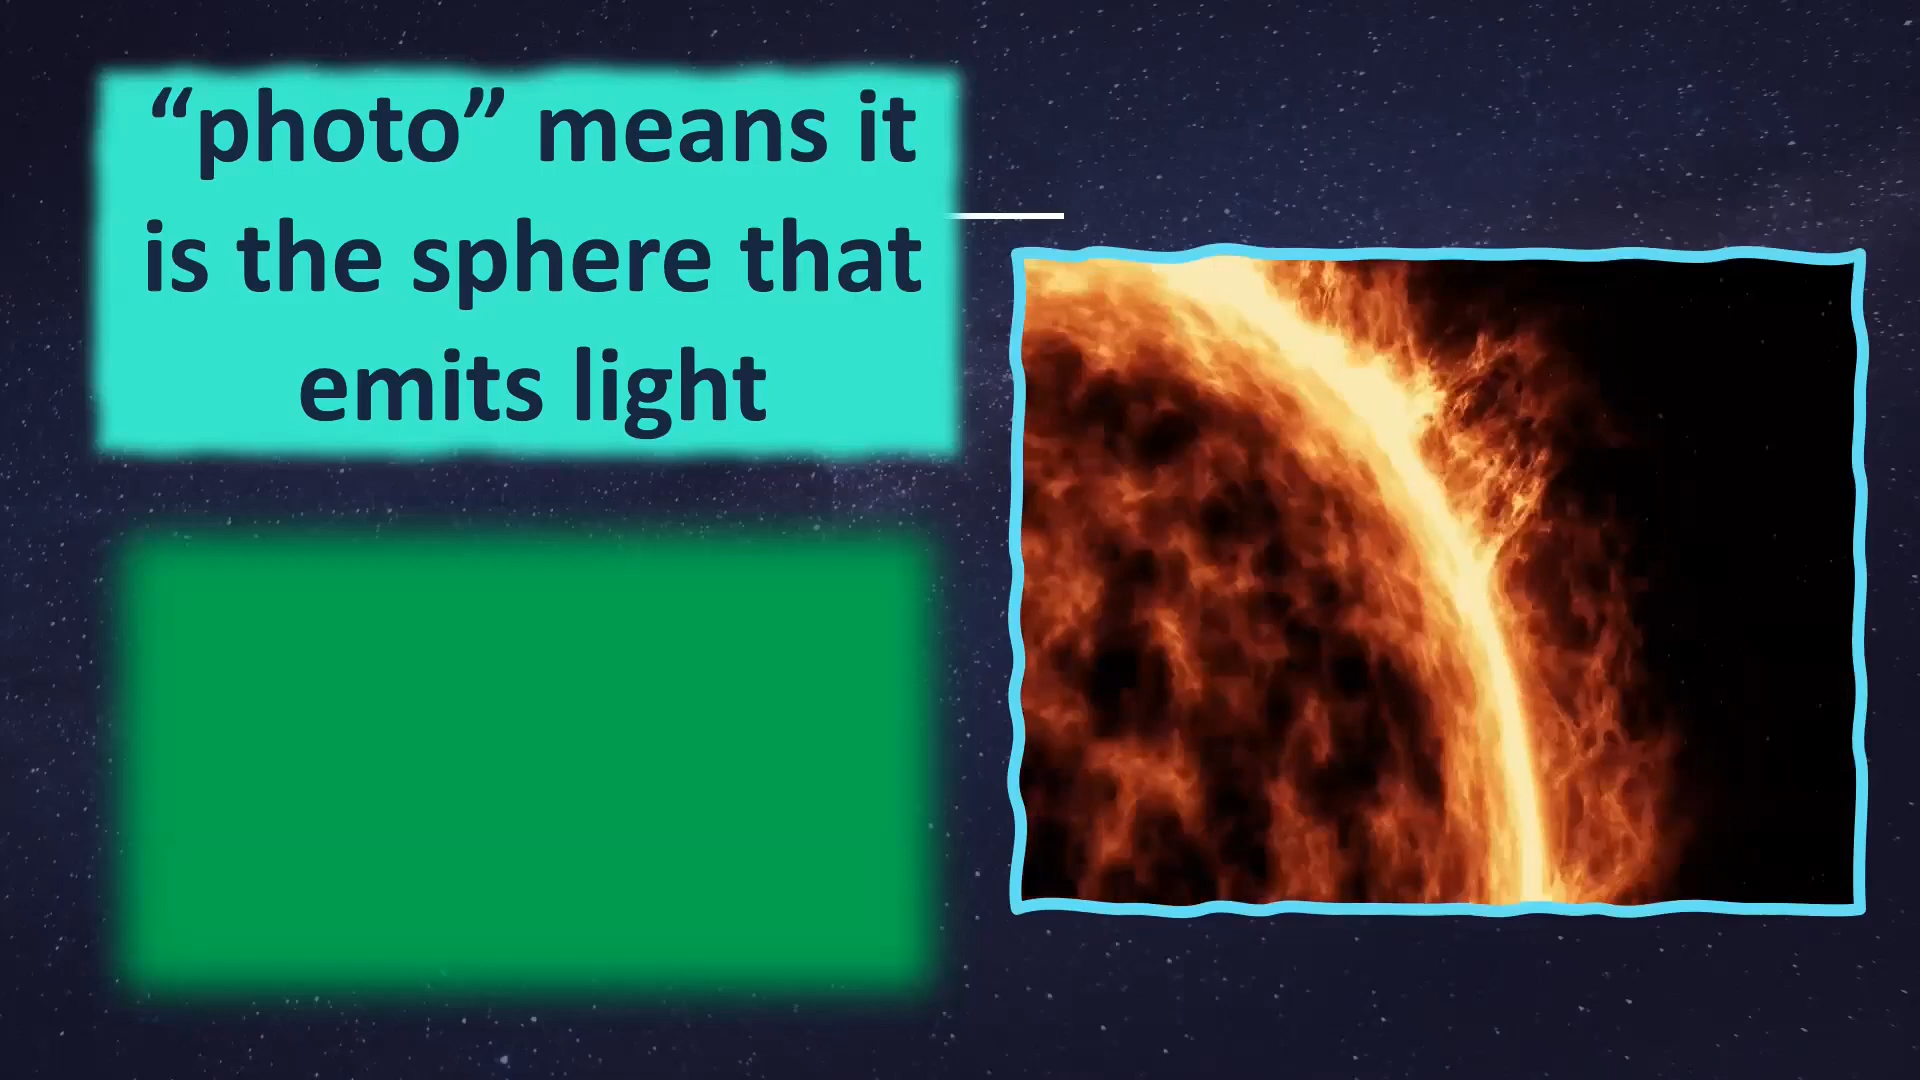 “photo” means it
is the sphere that
emits light